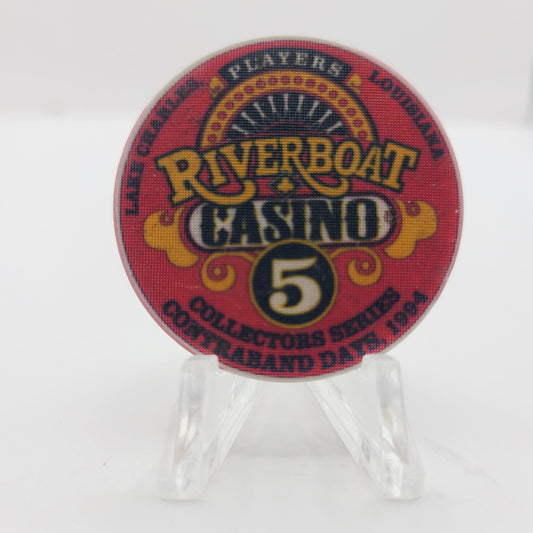 PLAYERS
LAKE CHARLES
LOUISIANA
RIVERBOAT
CASINO
5
COLLECTORS SERIES
CONTRABAND DAYS, 1994